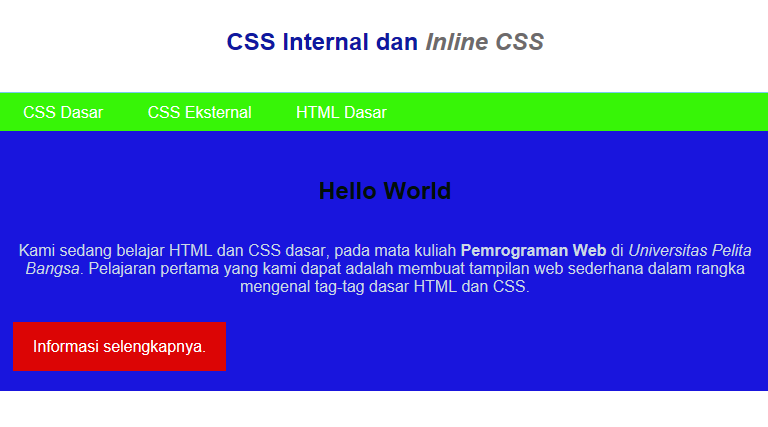 CSS Internal dan Inline CSS
CSS Dasar CSS Eksternal HTML Dasar
Hello World
Kami sedang belajar HTML dan CSS dasar, pada mata kuliah Pemrograman Web di Universitas Pelita
Bangsa. Pelajaran pertama yang kami dapat adalah membuat tampilan web sederhana dalam rangka
mengenal tag-tag dasar HTML dan CSS.
Informasi selengkapnya.